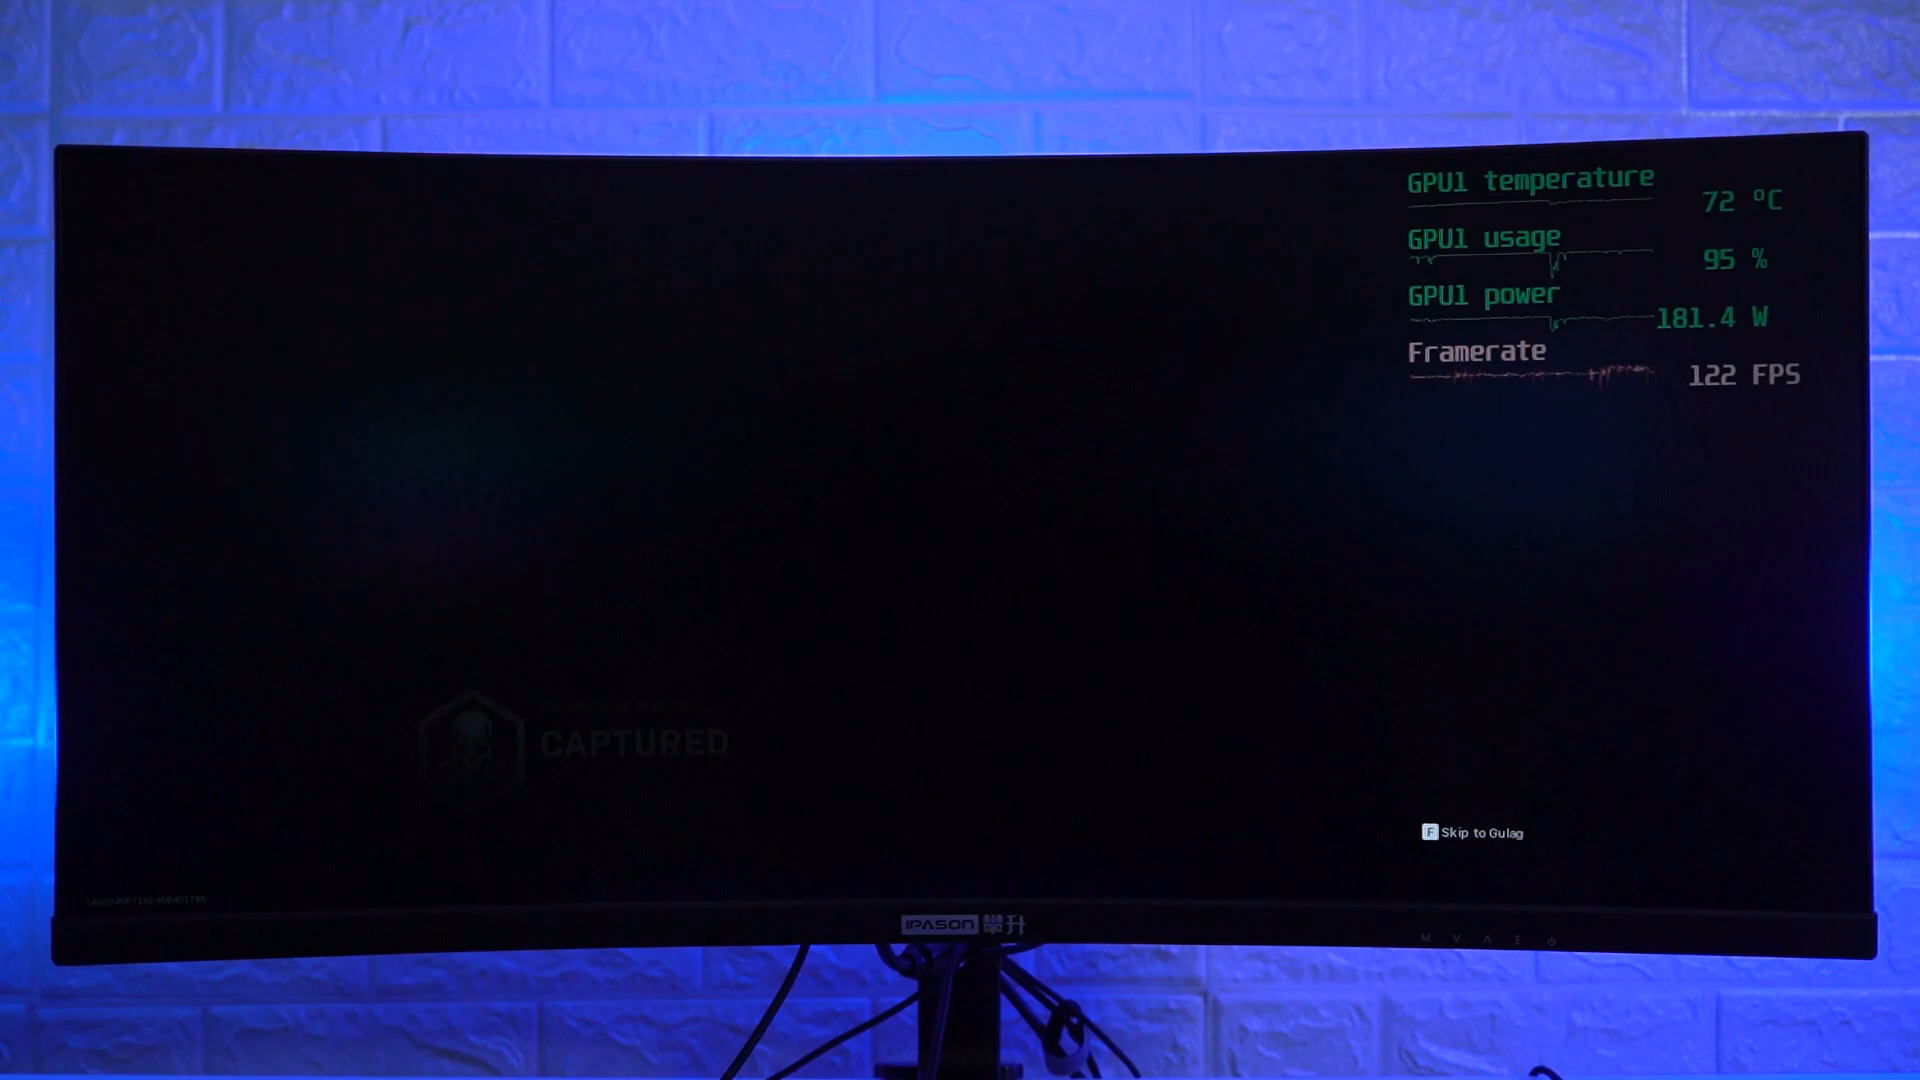 GPU1 temperature
72 °C
GPU1 usage
95 %
GPU1 power
181.4 W
Framerate
122 FPS
CAPTURED
F Skip to Gulag
IPASON 攀升
M V Λ E